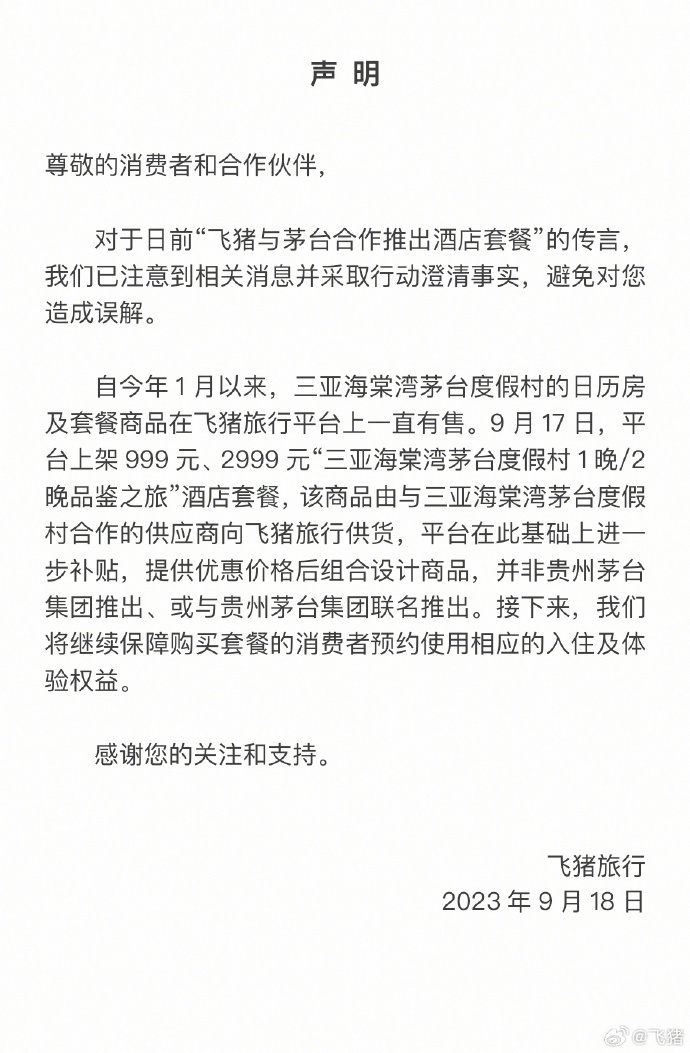 声 明
尊敬的消费者和合作伙伴，
对于日前“飞猪与茅台合作推出酒店套餐”的传言，
我们已注意到相关消息并采取行动澄清事实，避免对您
造成误解。
自今年 1 月以来，三亚海棠湾茅台度假村的日历房
及套餐商品在飞猪旅行平台上一直有售。9 月 17 日，平
台上架 999 元、2999 元“三亚海棠湾茅台度假村 1 晚/2
晚品鉴之旅”酒店套餐，该商品由与三亚海棠湾茅台度假
村合作的供应商向飞猪旅行供货，平台在此基础上进一
步补贴，提供优惠价格后组合设计商品，并非贵州茅台
集团推出、或与贵州茅台集团联名推出。接下来，我们
将继续保障购买套餐的消费者预约使用相应的入住及体
验权益。
感谢您的关注和支持。
飞猪旅行
2023 年 9 月 18 日
@飞猪